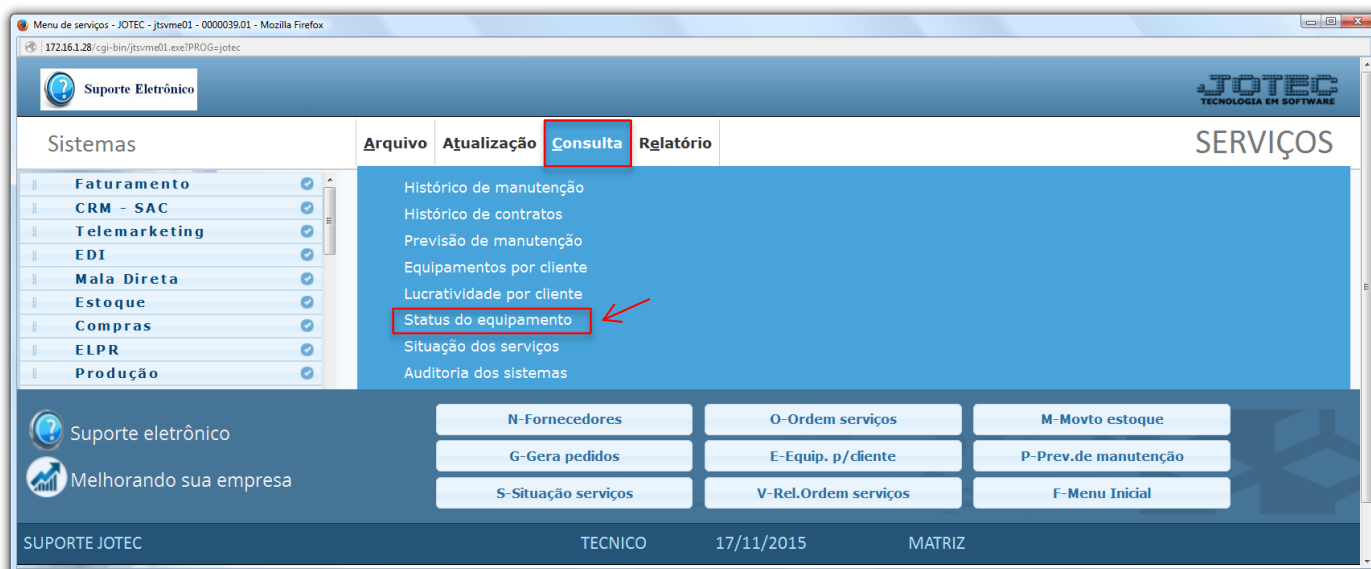 Menu de serviços - JOTEC - jtsvme01 - 0000039.01 - Mozilla Firefox
172.16.1.28/cgi-bin/jtsvme01.exe?PROG=jotec
Suporte Eletrônico
JOTEC
TECNOLOGIA EM SOFTWARE
Sistemas
Arquivo Atualização Consulta Relatório
SERVIÇOS
Faturamento
CRM - SAC
Telemarketing
EDI
Mala Direta
Estoque
Compras
ELPR
Produção
Histórico de manutenção
Histórico de contratos
Previsão de manutenção
Equipamentos por cliente
Lucratividade por cliente
Status do equipamento
Situação dos serviços
Auditoria dos sistemas
Suporte eletrônico
Melhorando sua empresa
N-Fornecedores O-Ordem serviços M-Movto estoque
G-Gera pedidos E-Equip. p/cliente P-Prev.de manutenção
S-Situação serviços V-Rel.Ordem serviços F-Menu Inicial
SUPORTE JOTEC TECNICO 17/11/2015 MATRIZ